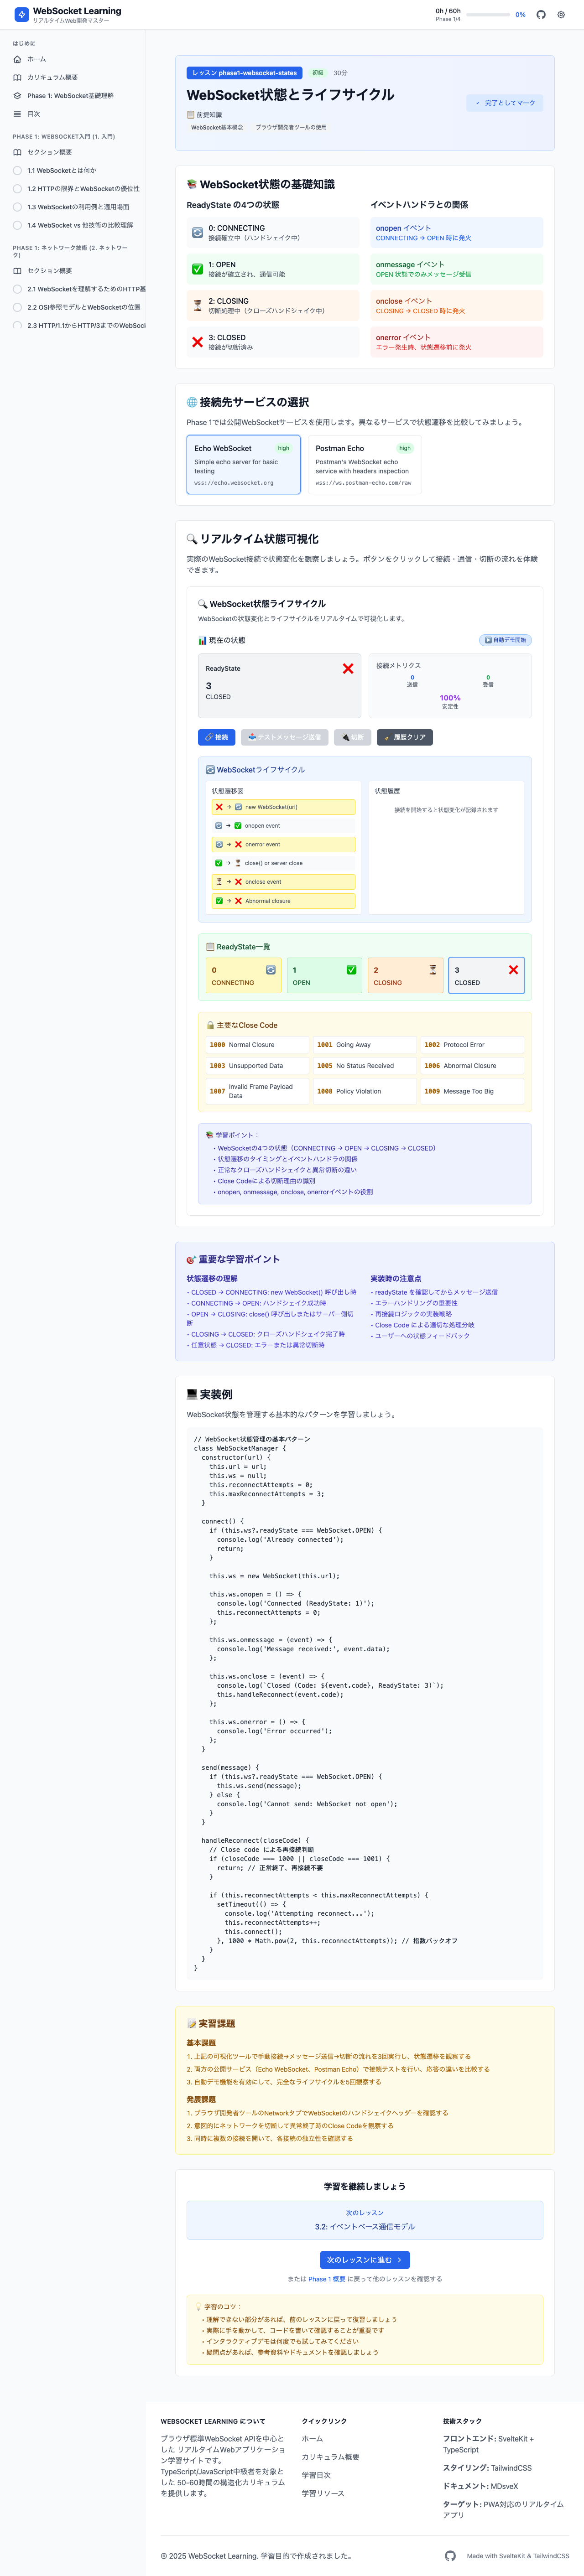 WebSocket Learning
リアルタイムWeb開発マスター
0h / 60h
Phase 1/4
0%
はじめに
ホーム
カリキュラム概要
Phase 1: WebSocket基礎理解
目次
PHASE 1: WEBSOCKET入門 (1. 入門)
セクション概要
1.1 WebSocketとは何か
1.2 HTTPの限界とWebSocketの優位性
1.3 WebSocketの利用例と適用場面
1.4 WebSocket vs 他技術の比較理解
PHASE 1: ネットワーク技術 (2. ネットワーク)
セクション概要
2.1 WebSocketを理解するためのHTTP基
2.2 OSI参照モデルとWebSocketの位置
2.3 HTTP/1.1からHTTP/3までのWebSoci
レッスン phase1-websocket-states
初級
30分
WebSocket状態とライフサイクル
📋 前提知識
WebSocket基本概念
ブラウザ開発者ツールの使用
完了としてマーク
📚 WebSocket状態の基礎知識
ReadyState の4つの状態
0: CONNECTING
接続確立中（ハンドシェイク中）
1: OPEN
接続が確立され、通信可能
2: CLOSING
切断処理中（クローズハンドシェイク中）
3: CLOSED
接続が切断済み
イベントハンドラとの関係
onopen イベント
CONNECTING → OPEN 時に発火
onmessage イベント
OPEN 状態でのみメッセージ受信
onclose イベント
CLOSING → CLOSED 時に発火
onerror イベント
エラー発生時、状態遷移前に発火
🌐 接続先サービスの選択
Phase 1では公開WebSocketサービスを使用します。異なるサービスで状態遷移を比較してみましょう。
Echo WebSocket
high
Simple echo server for basic testing
wss://echo.websocket.org
Postman Echo
high
Postman's WebSocket echo service with headers inspection
wss://ws.postman-echo.com/raw
🔍 リアルタイム状態可視化
実際のWebSocket接続で状態変化を観察しましょう。ボタンをクリックして接続・通信・切断の流れを体験できます。
🔍 WebSocket状態ライフサイクル
WebSocketの状態変化とライフサイクルをリアルタイムで可視化します。
📊 現在の状態
▶️ 自動デモ開始
ReadyState
3
CLOSED
接続メトリクス
0
送信
0
受信
100%
安定性
🔗 接続
📤 テストメッセージ送信
🔌 切断
🧹 履歴クリア
🔄 WebSocketライフサイクル
状態遷移図
❌ → 🔄 new WebSocket(url)
🔄 → ✅ onopen event
🔄 → ❌ onerror event
✅ → ⏳ close() or server close
⏳ → ❌ onclose event
✅ → ❌ Abnormal closure
状態履歴
接続を開始すると状態変化が記録されます
📋 ReadyState一覧
0
CONNECTING
1
OPEN
2
CLOSING
3
CLOSED
🔒 主要なClose Code
1000 Normal Closure
1001 Going Away
1002 Protocol Error
1003 Unsupported Data
1005 No Status Received
1006 Abnormal Closure
1007 Invalid Frame Payload Data
1008 Policy Violation
1009 Message Too Big
📚 学習ポイント：
• WebSocketの4つの状態（CONNECTING → OPEN → CLOSING → CLOSED）
• 状態遷移のタイミングとイベントハンドラの関係
• 正常なクローズハンドシェイクと異常切断の違い
• Close Codeによる切断理由の識別
• onopen, onmessage, onclose, onerrorイベントの役割
🎯 重要な学習ポイント
状態遷移の理解
• CLOSED → CONNECTING: new WebSocket() 呼び出し時
• CONNECTING → OPEN: ハンドシェイク成功時
• OPEN → CLOSING: close() 呼び出しまたはサーバー側切断
• CLOSING → CLOSED: クローズハンドシェイク完了時
• 任意状態 → CLOSED: エラーまたは異常切断時
実装時の注意点
• readyState を確認してからメッセージ送信
• エラーハンドリングの重要性
• 再接続ロジックの実装戦略
• Close Code による適切な処理分岐
• ユーザーへの状態フィードバック
💻 実装例
WebSocket状態を管理する基本的なパターンを学習しましょう。
// WebSocket状態管理の基本パターン
class WebSocketManager {
constructor(url) {
this.url = url;
this.ws = null;
this.reconnectAttempts = 0;
this.maxReconnectAttempts = 3;
}
connect() {
if (this.ws?.readyState === WebSocket.OPEN) {
console.log('Already connected');
return;
}
this.ws = new WebSocket(this.url);
this.ws.onopen = () => {
console.log('Connected (ReadyState: 1)');
this.reconnectAttempts = 0;
};
this.ws.onmessage = (event) => {
console.log('Message received:', event.data);
};
this.ws.onclose = (event) => {
console.log(`Closed (Code: ${event.code}, ReadyState: 3)`);
this.handleReconnect(event.code);
};
this.ws.onerror = () => {
console.log('Error occurred');
};
}
send(message) {
if (this.ws?.readyState === WebSocket.OPEN) {
this.ws.send(message);
} else {
console.log('Cannot send: WebSocket not open');
}
}
handleReconnect(closeCode) {
// Close code による再接続判断
if (closeCode === 1000 || closeCode === 1001) {
return; // 正常終了、再接続不要
}
if (this.reconnectAttempts < this.maxReconnectAttempts) {
setTimeout(() => {
console.log('Attempting reconnect...');
this.reconnectAttempts++;
this.connect();
}, 1000 * Math.pow(2, this.reconnectAttempts)); // 指数バックオフ
}
}
}
📝 実習課題
基本課題
1. 上記の可視化ツールで手動接続→メッセージ送信→切断の流れを3回実行し、状態遷移を観察する
2. 両方の公開サービス（Echo WebSocket、Postman Echo）で接続テストを行い、応答の違いを比較する
3. 自動デモ機能を有効にして、完全なライフサイクルを5回観察する
発展課題
1. ブラウザ開発者ツールのNetworkタブでWebSocketのハンドシェイクヘッダーを確認する
2. 意図的にネットワークを切断して異常終了時のClose Codeを観察する
3. 同時に複数の接続を開いて、各接続の独立性を確認する
学習を継続しましょう
次のレッスン
3.2: イベントベース通信モデル
次のレッスンに進む
または Phase 1 概要 に戻って他のレッスンを確認する
💡 学習のコツ：
• 理解できない部分があれば、前のレッスンに戻って復習しましょう
• 実際に手を動かして、コードを書いて確認することが重要です
• インタラクティブデモは何度でも試してみてください
• 疑問点があれば、参考資料やドキュメントを確認しましょう
WEBSOCKET LEARNING について
ブラウザ標準WebSocket APIを中心とした リアルタイムWebアプリケーション学習サイトです。 TypeScript/JavaScript中級者を対象とした 50-60時間の構造化カリキュラムを提供します。
クイックリンク
ホーム
カリキュラム概要
学習目次
学習リソース
技術スタック
フロントエンド: SvelteKit + TypeScript
スタイリング: TailwindCSS
ドキュメント: MDsveX
ターゲット: PWA対応のリアルタイムアプリ
© 2025 WebSocket Learning. 学習目的で作成されました。
Made with SvelteKit & TailwindCSS